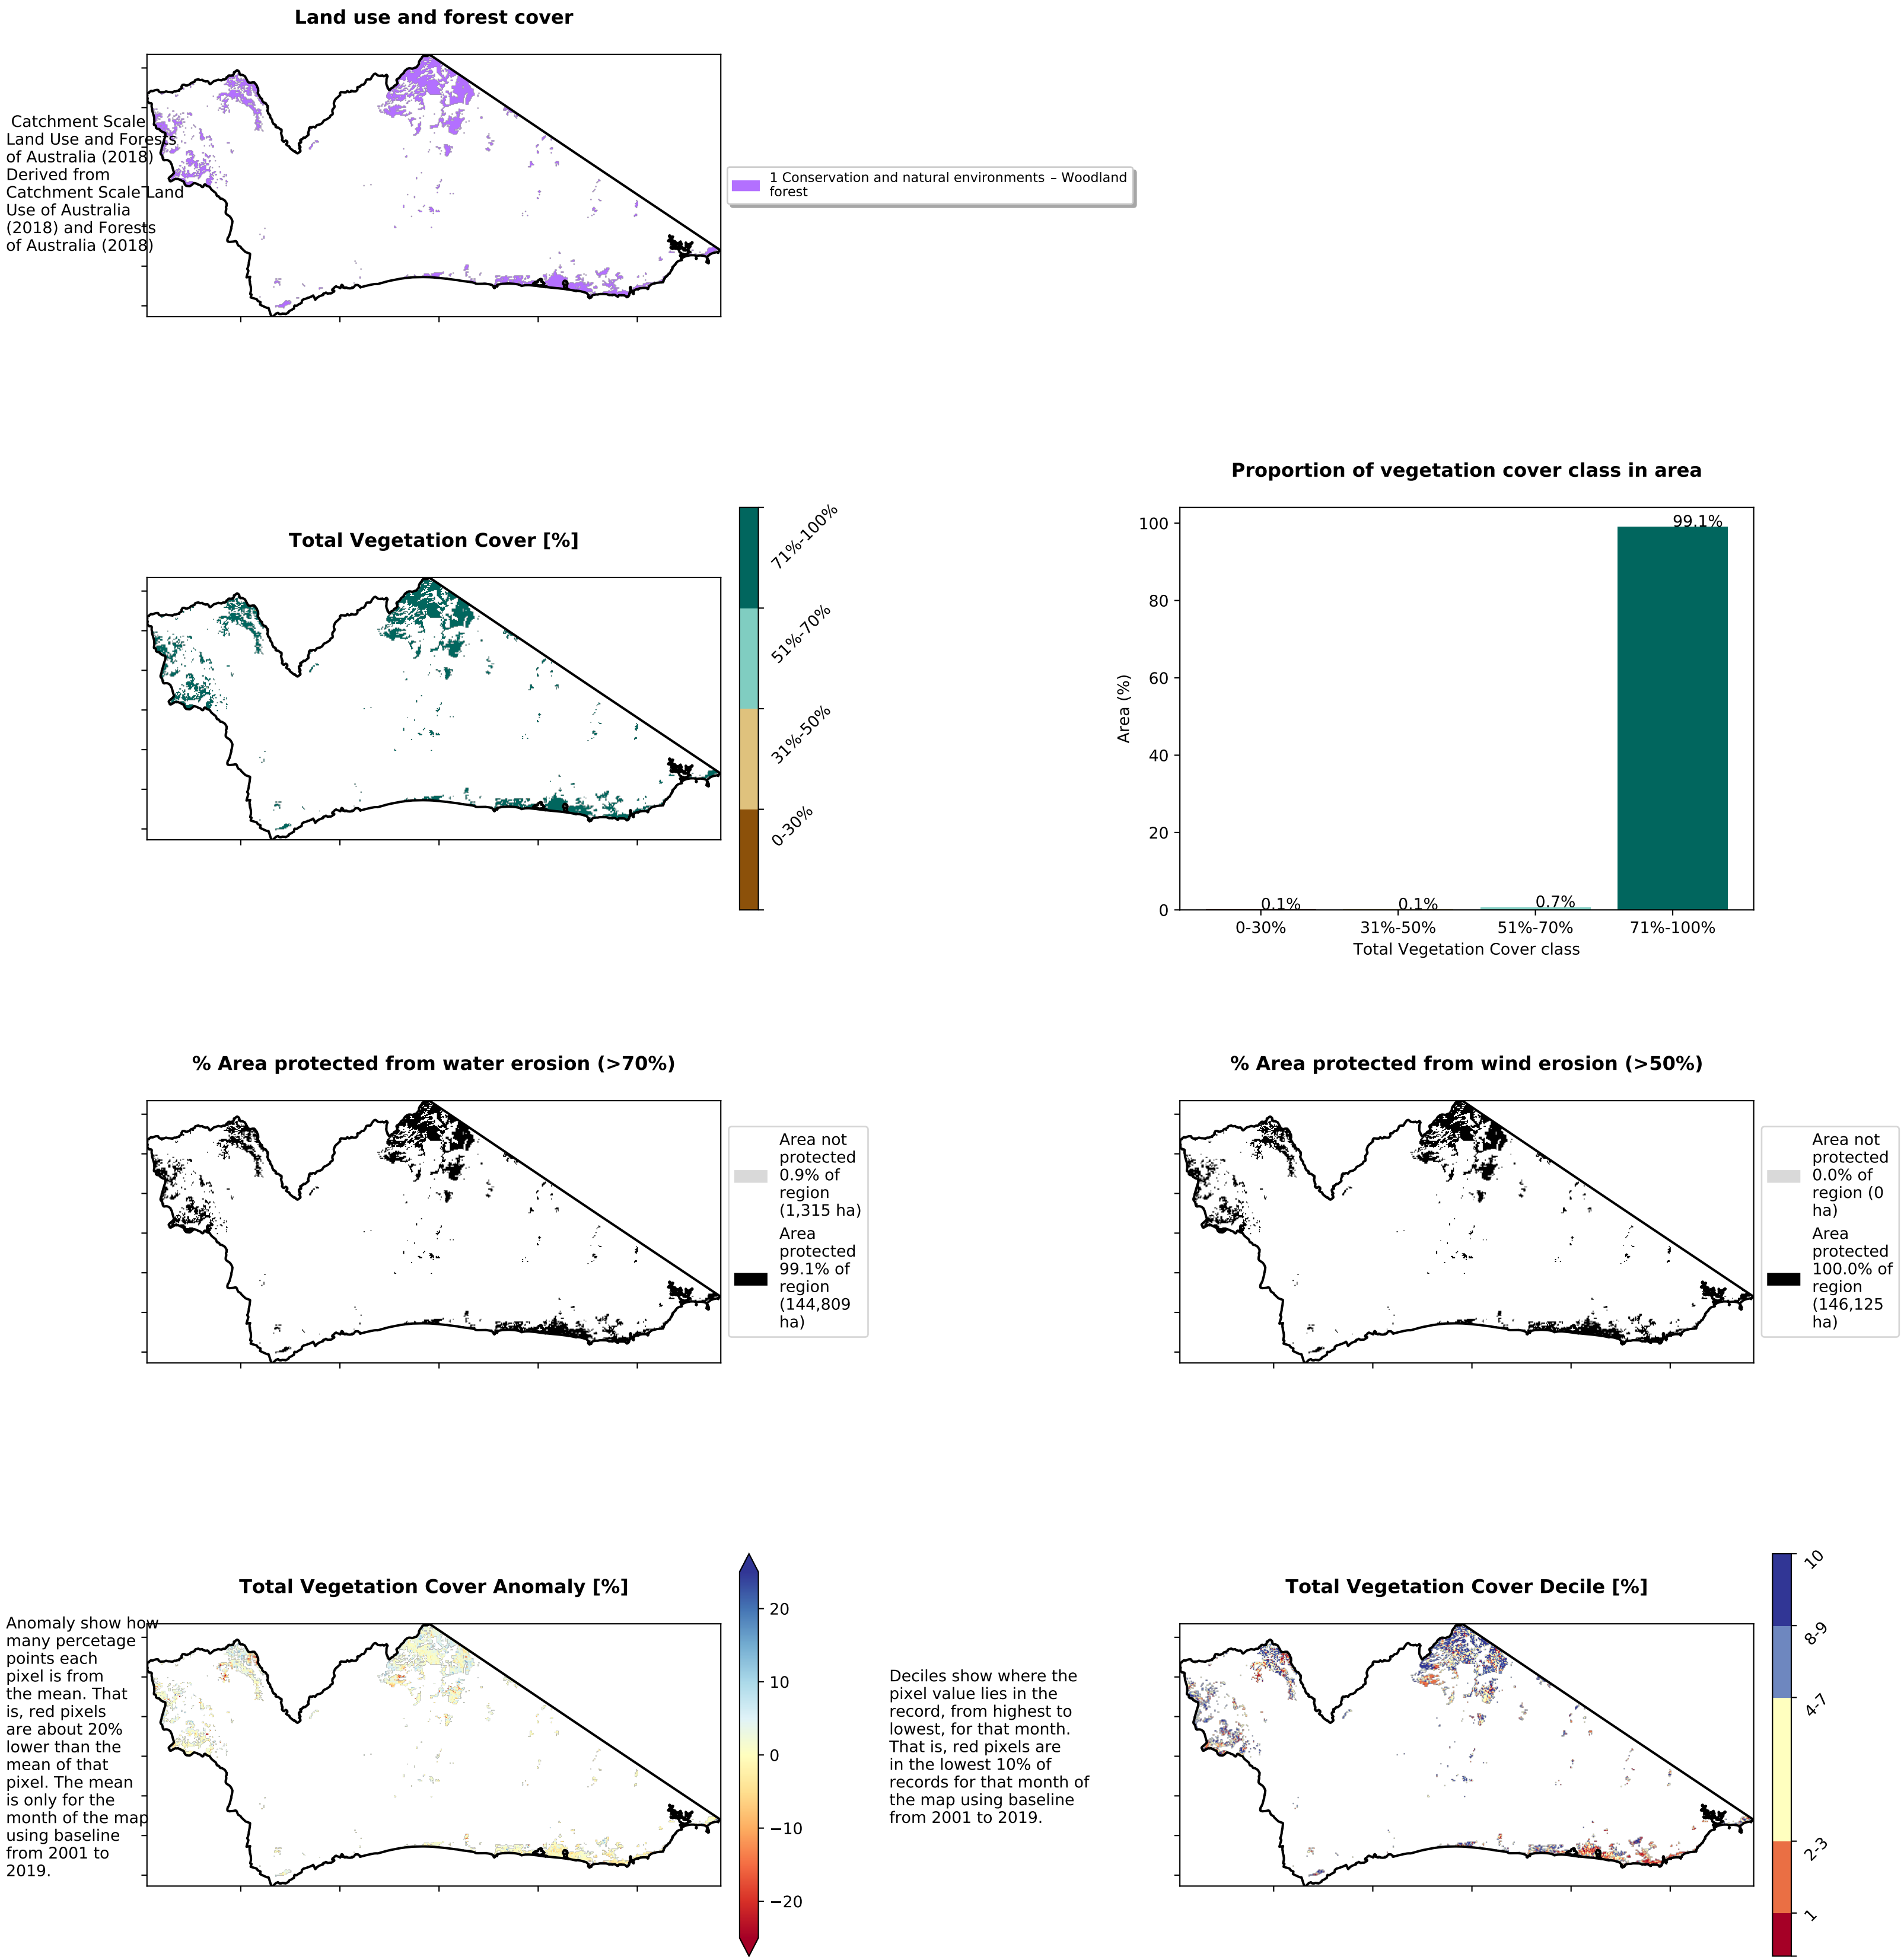 Land use and forest cover
Catchment Scale
Land Use and Forests
of Australia (2018)
Derived from
Catchment Scale Land
Use of Australia
(2018) and Forests
of Australia (2018)
1 Conservation and natural environments – Woodland
forest
Total Vegetation Cover [%]
71%-100%
51%-70%
31%-50%
0-30%
Proportion of vegetation cover class in area
Area (%)
100
80
60
40
20
0
0.1%
0.1%
0.7%
99.1%
0-30%
31%-50%
51%-70%
71%-100%
Total Vegetation Cover class
% Area protected from water erosion (>70%)
Area not
protected
0.9% of
region
(1,315 ha)
Area
protected
99.1% of
region
(144,809
ha)
% Area protected from wind erosion (>50%)
Area not
protected
0.0% of
region (0
ha)
Area
protected
100.0% of
region
(146,125
ha)
Total Vegetation Cover Anomaly [%]
Anomaly show how
many percetage
points each
pixel is from
the mean. That
is, red pixels
are about 20%
lower than the
mean of that
pixel. The mean
is only for the
month of the map
using baseline
from 2001 to
2019.
20
10
0
−10
−20
Deciles show where the
pixel value lies in the
record, from highest to
lowest, for that month.
That is, red pixels are
in the lowest 10% of
records for that month of
the map using baseline
from 2001 to 2019.
Total Vegetation Cover Decile [%]
10
8-9
4-7
2-3
1